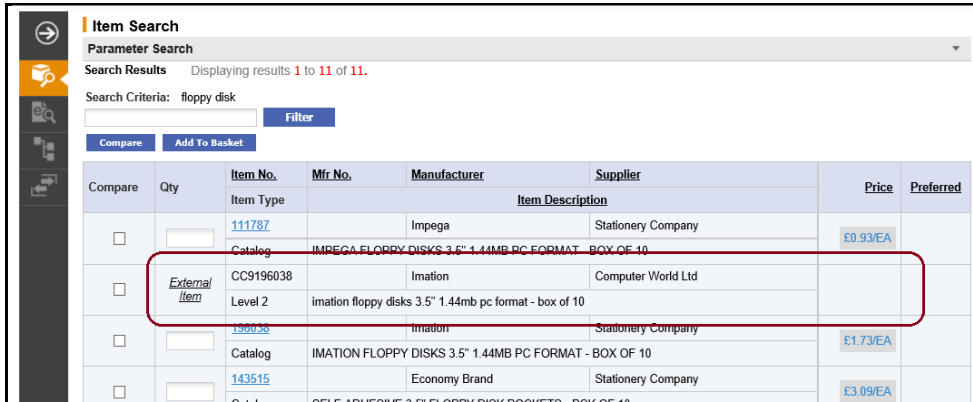 Item Search
Parameter Search
Search Results Displaying results 1 to 11 of 11.
Search Criteria: floppy disk
Filter
Compare Add To Basket
Compare Qty Item No. Mfr No. Manufacturer Supplier Price Preferred
Item Type Item Description
111787 Impega Stationery Company £0.93/EA
Catalog IMPEGA FLOPPY DISKS 3.5" 1.44MB PC FORMAT - BOX OF 10
External Item CC9196038 Imation Computer World Ltd
Level 2 imation floppy disks 3.5" 1.44mb pc format - box of 10
196038 Imation Stationery Company £1.73/EA
Catalog IMATION FLOPPY DISKS 3.5" 1.44MB PC FORMAT - BOX OF 10
143515 Economy Brand Stationery Company £3.09/EA